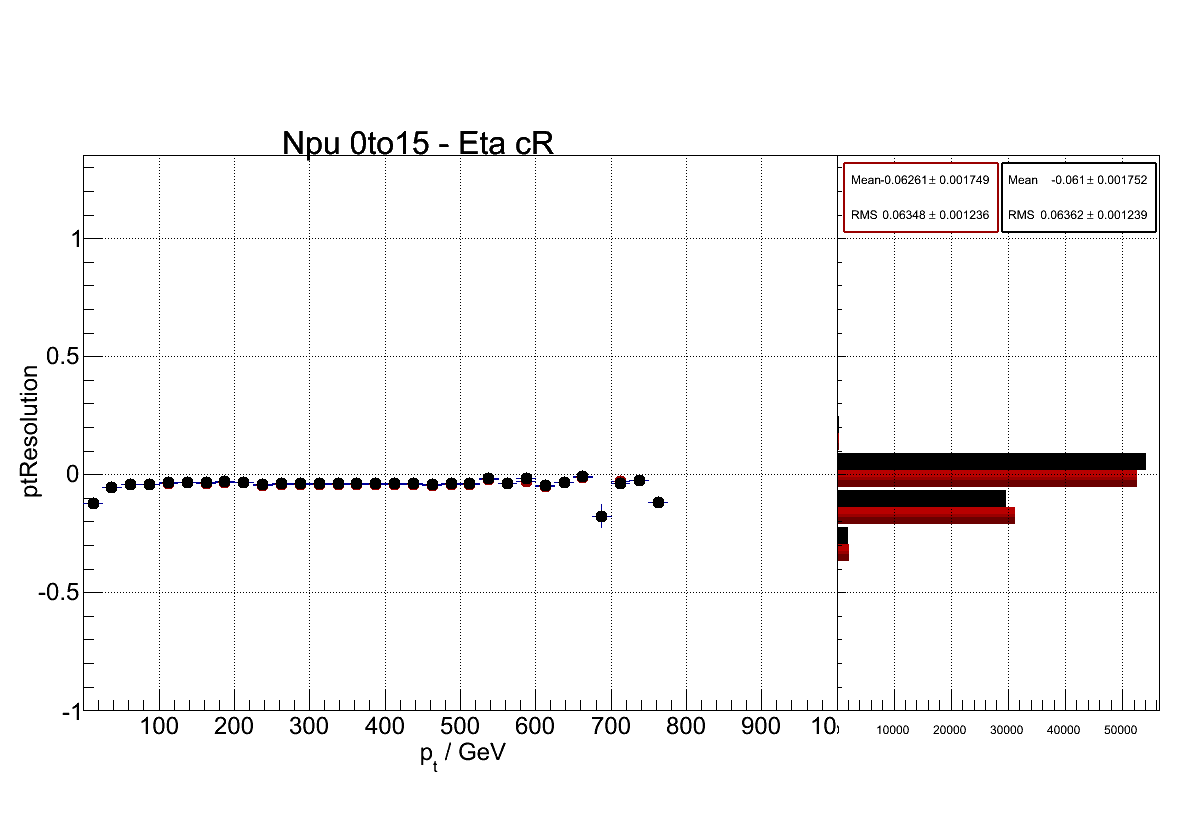 Npu 0to15 - Eta cR
Mean -0.06261 ± 0.001749
RMS 0.06348 ± 0.001236
Mean -0.061 ± 0.001752
RMS 0.06362 ± 0.001239
ptResolution
1
0.5
0
-0.5
-1
100 200 300 400 500 600 700 800 900
10000 20000 30000 40000 50000
pt / GeV